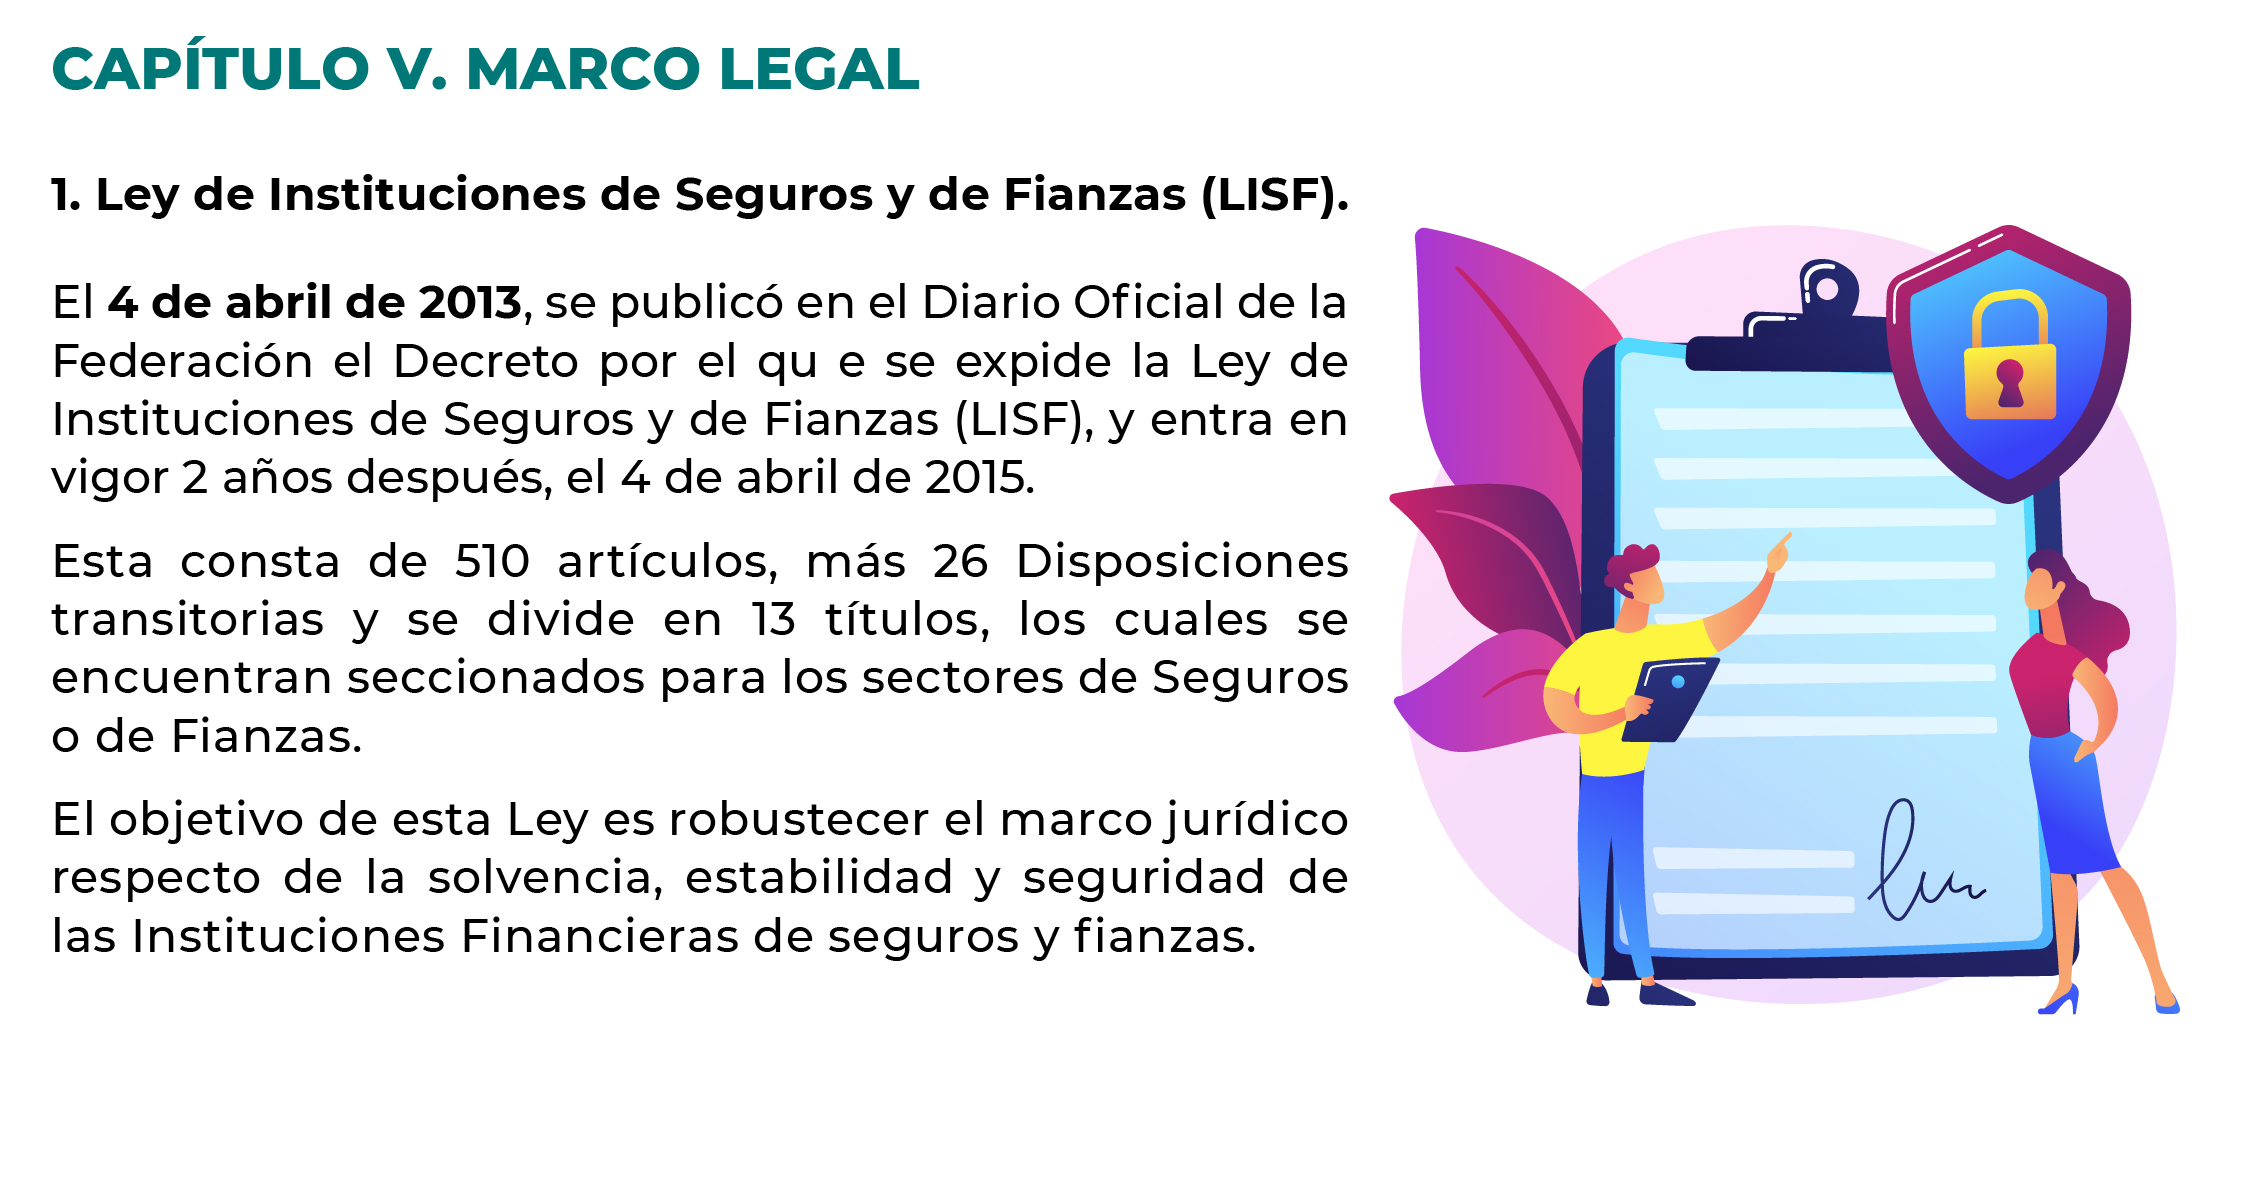 CAPÍTULO V. MARCO LEGAL
1. Ley de Instituciones de Seguros y de Fianzas (LISF).
El 4 de abril de 2013, se publicó en el Diario Oficial de la
Federación el Decreto por el qu e se expide la Ley de
Instituciones de Seguros y de Fianzas (LISF), y entra en
vigor 2 años después, el 4 de abril de 2015.
Esta consta de 510 artículos, más 26 Disposiciones
transitorias y se divide en 13 títulos, los cuales se
encuentran seccionados para los sectores de Seguros
o de Fianzas.
El objetivo de esta Ley es robustecer el marco jurídico
respecto de la solvencia, estabilidad y seguridad de
las Instituciones Financieras de seguros y fianzas.